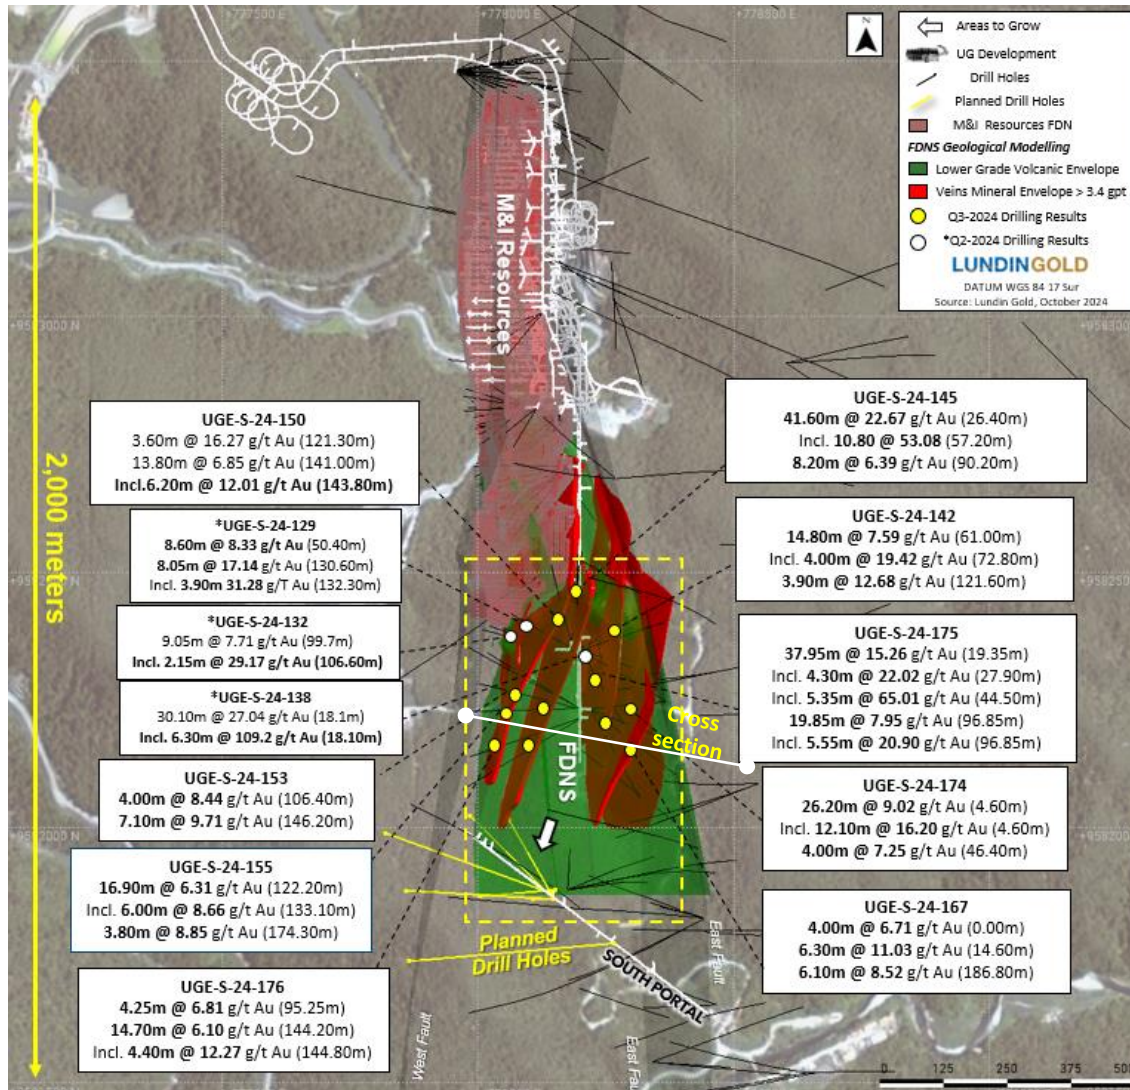 +777500 E
+778000 E
+778500 E
N
Areas to Grow
UG Development
Drill Holes
Planned Drill Holes
M&I Resources FDN
FDNS Geological Modelling
Lower Grade Volcanic Envelope
Veins Mineral Envelope > 3.4 gpt
Q3-2024 Drilling Results
*Q2-2024 Drilling Results
LUNDINGOLD
DATUM WGS 84 17 Sur
Source: Lundin Gold, October 2024
M&I Resources
+9583000 N
2,000 meters
UGE-S-24-150
3.60m @ 16.27 g/t Au (121.30m)
13.80m @ 6.85 g/t Au (141.00m)
Incl.6.20m @ 12.01 g/t Au (143.80m)
*UGE-S-24-129
8.60m @ 8.33 g/t Au (50.40m)
8.05m @ 17.14 g/t Au (130.60m)
Incl. 3.90m 31.28 g/T Au (132.30m)
*UGE-S-24-132
9.05m @ 7.71 g/t Au (99.7m)
Incl. 2.15m @ 29.17 g/t Au (106.60m)
*UGE-S-24-138
30.10m @ 27.04 g/t Au (18.1m)
Incl. 6.30m @ 109.2 g/t Au (18.10m)
UGE-S-24-153
4.00m @ 8.44 g/t Au (106.40m)
7.10m @ 9.71 g/t Au (146.20m)
UGE-S-24-155
16.90m @ 6.31 g/t Au (122.20m)
Incl. 6.00m @ 8.66 g/t Au (133.10m)
3.80m @ 8.85 g/t Au (174.30m)
UGE-S-24-176
4.25m @ 6.81 g/t Au (95.25m)
14.70m @ 6.10 g/t Au (144.20m)
Incl. 4.40m @ 12.27 g/t Au (144.80m)
UGE-S-24-145
41.60m @ 22.67 g/t Au (26.40m)
Incl. 10.80 @ 53.08 (57.20m)
8.20m @ 6.39 g/t Au (90.20m)
UGE-S-24-142
14.80m @ 7.59 g/t Au (61.00m)
Incl. 4.00m @ 19.42 g/t Au (72.80m)
3.90m @ 12.68 g/t Au (121.60m)
UGE-S-24-175
37.95m @ 15.26 g/t Au (19.35m)
Incl. 4.30m @ 22.02 g/t Au (27.90m)
Incl. 5.35m @ 65.01 g/t Au (44.50m)
19.85m @ 7.95 g/t Au (96.85m)
Incl. 5.55m @ 20.90 g/t Au (96.85m)
UGE-S-24-174
26.20m @ 9.02 g/t Au (4.60m)
Incl. 12.10m @ 16.20 g/t Au (4.60m)
4.00m @ 7.25 g/t Au (46.40m)
UGE-S-24-167
4.00m @ 6.71 g/t Au (0.00m)
6.30m @ 11.03 g/t Au (14.60m)
6.10m @ 8.52 g/t Au (186.80m)
Cross
section
FDNS
Planned
Drill Holes
SOUTH PORTAL
West Fault
East Fault
0 125 250 375